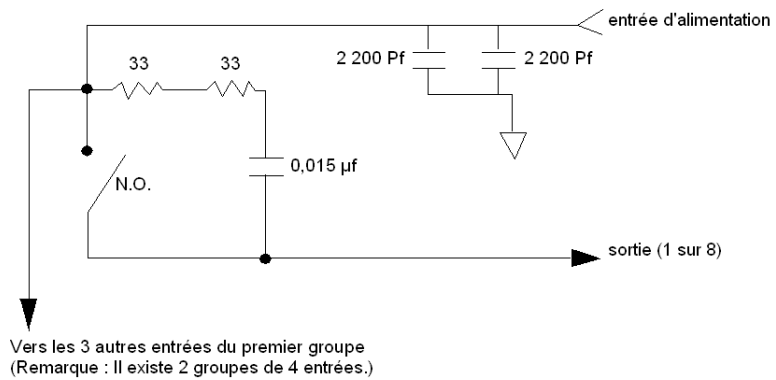 entrée d'alimentation
33
33
2 200 Pf
2 200 Pf
0,015 µf
N.O.
sortie (1 sur 8)
Vers les 3 autres entrées du premier groupe
(Remarque : Il existe 2 groupes de 4 entrées.)